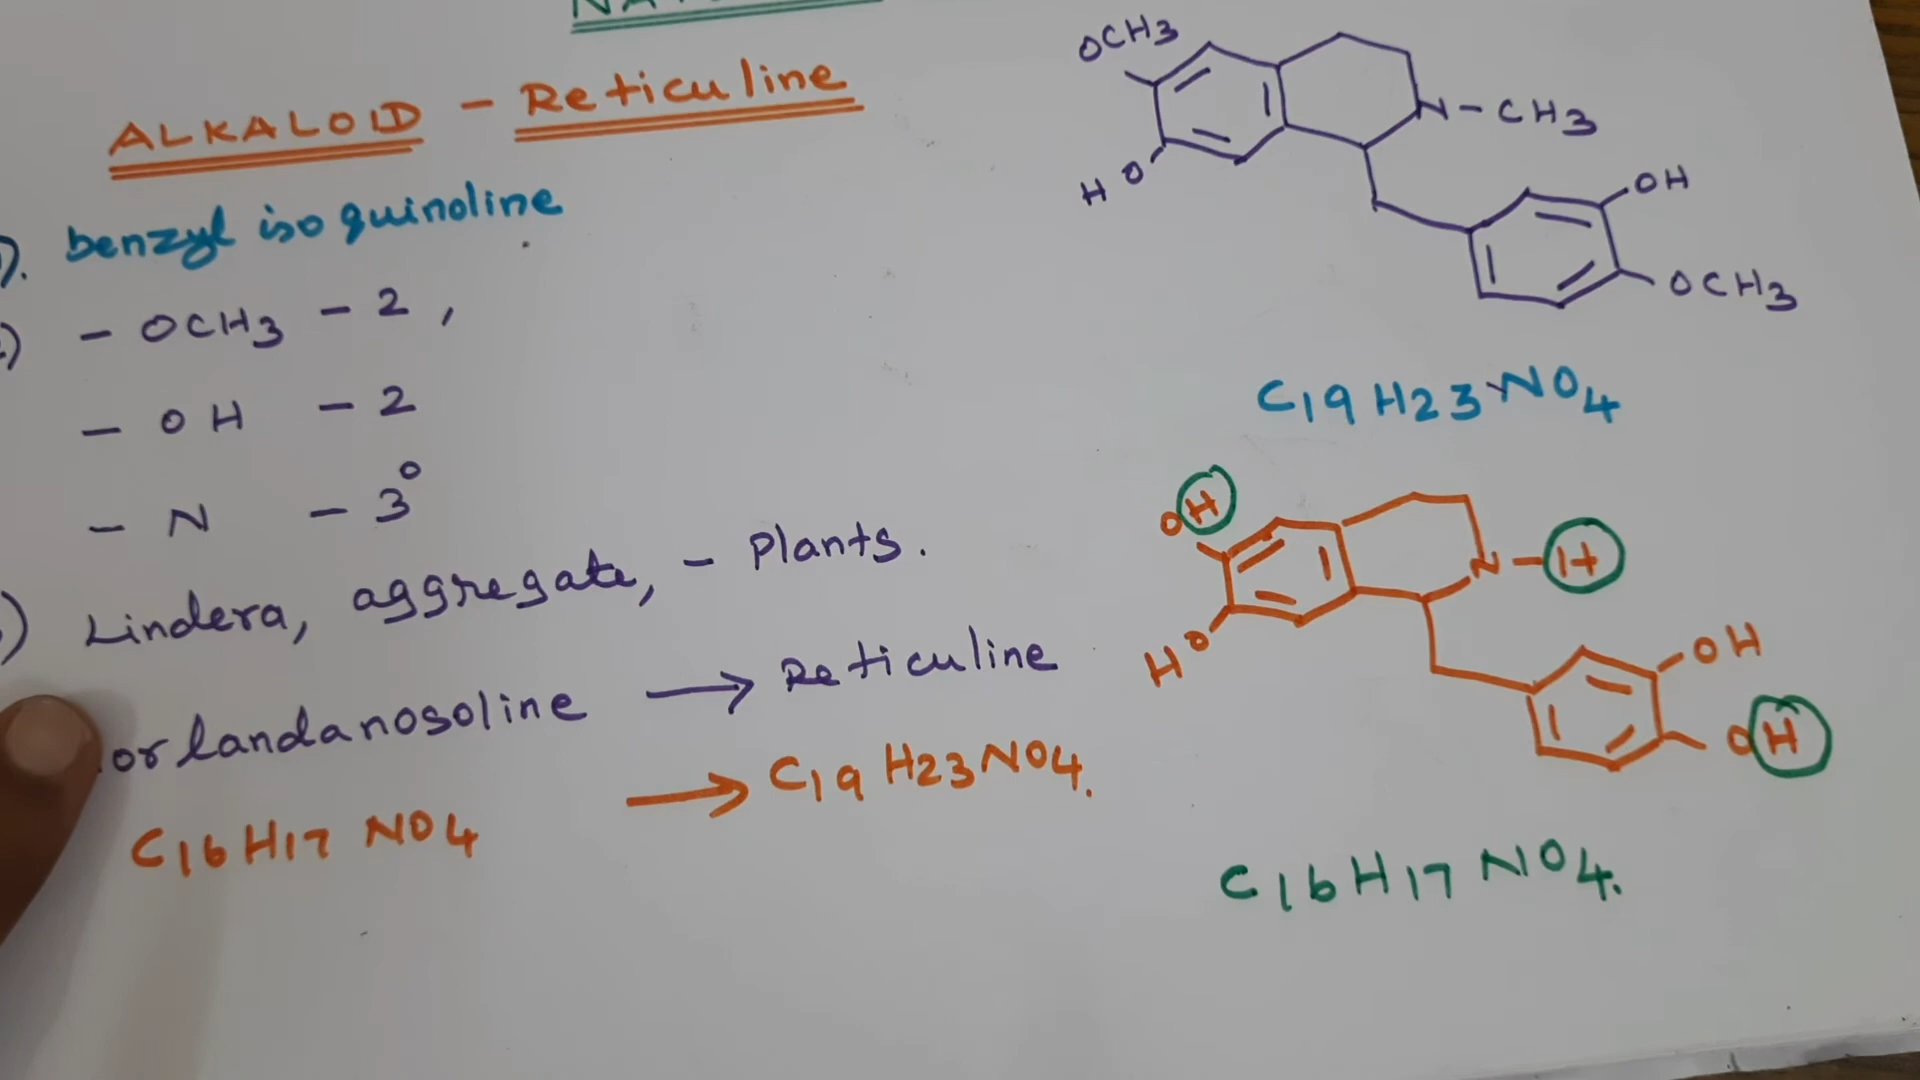 ALKALOID - Reticuline
benzyl isoquinoline
- OCH3 - 2,
- OH - 2
- N - 3°
Lindera, aggregate, - Plants.
norlandanosoline → Reticuline
C16H17NO4 → C19H23NO4.
OCH3
N-CH3
HO
OH
OCH3
C19H23NO4
OH
N-H
HO
OH
OH
C16H17NO4.